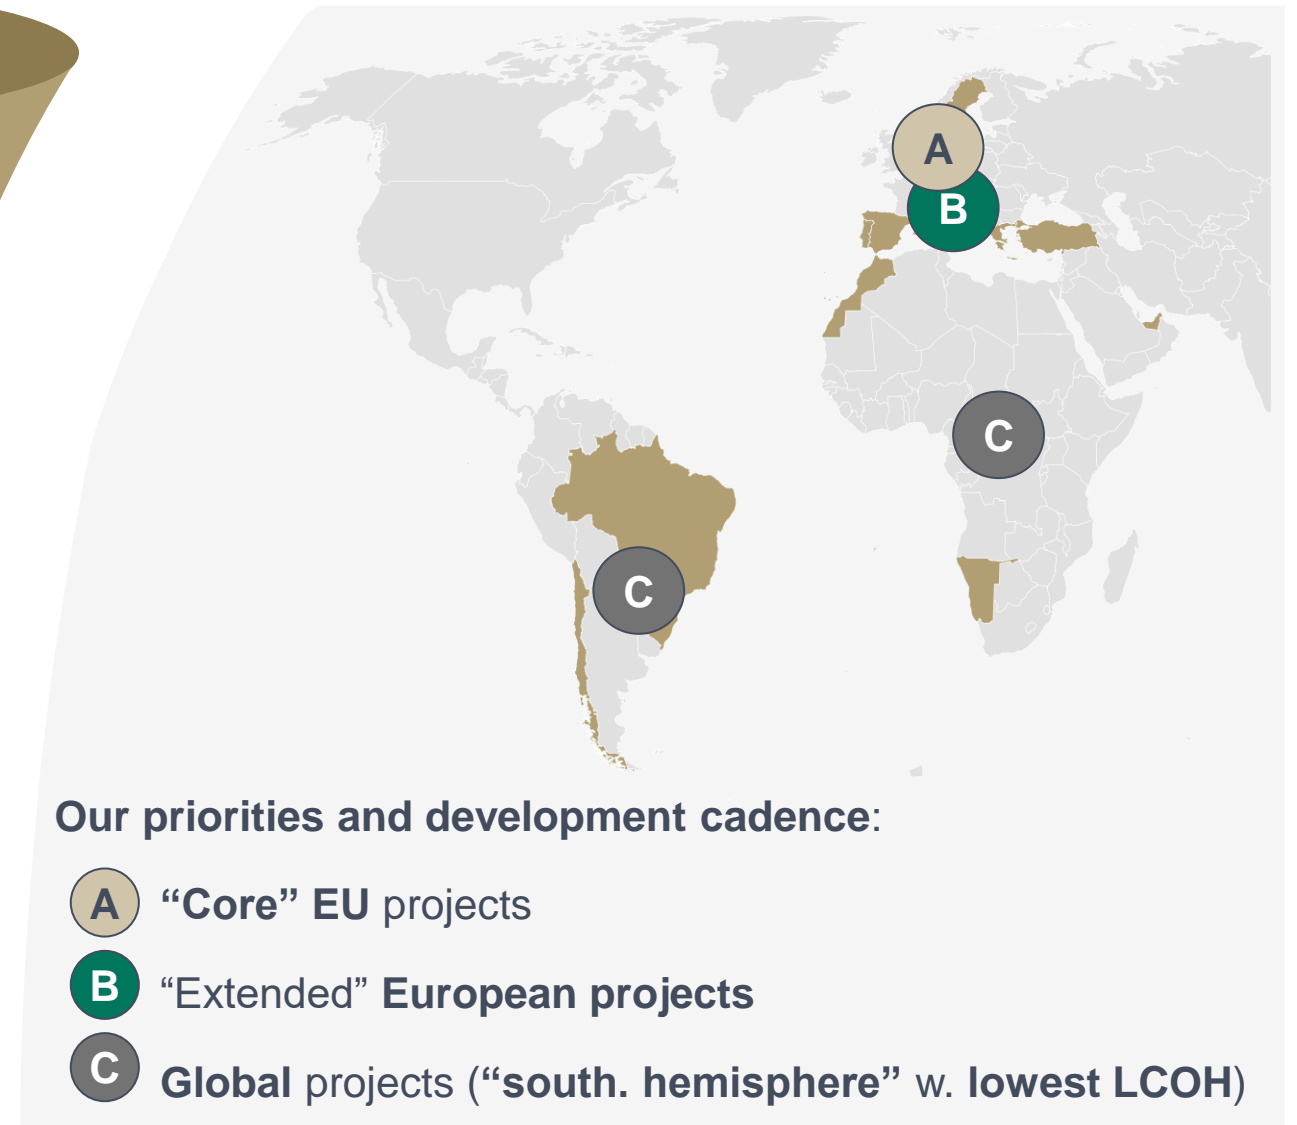 A
B
C
C
Our priorities and development cadence:
A “Core” EU projects
B “Extended” European projects
C Global projects (“south. hemisphere” w. lowest LCOH)